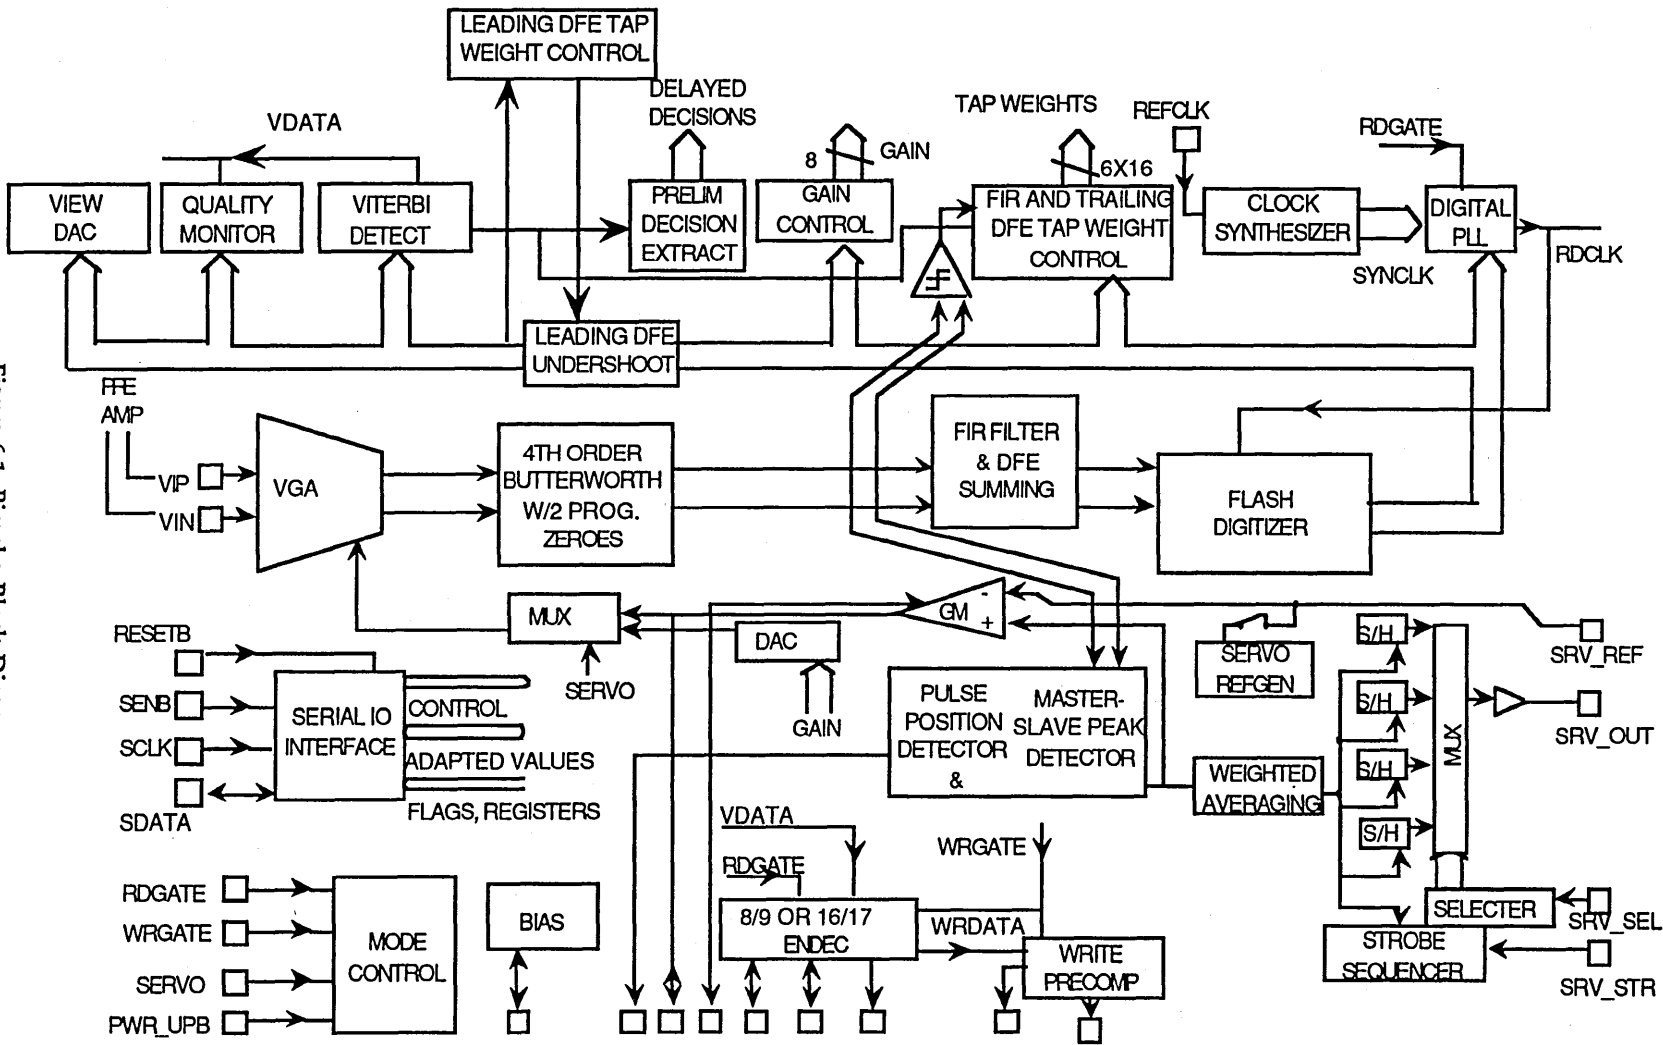 LEADING DFE TAP
WEIGHT CONTROL
DELAYED
DECISIONS
TAP WEIGHTS
REFCLK
RDGATE
VDATA
8
GAIN
6X16
VIEW
DAC
QUALITY
MONITOR
VITERBI
DETECT
PRELIM
DECISION
EXTRACT
GAIN
CONTROL
FIR AND TRAILING
DFE TAP WEIGHT
CONTROL
CLOCK
SYNTHESIZER
DIGITAL
PLL
SYNCLK
RDCLK
LEADING DFE
UNDERSHOOT
AMP
VIP
VIN
VGA
4TH ORDER
BUTTERWORTH
W/2 PROG.
ZEROES
FIR FILTER
& DFE
SUMMING
FLASH
DIGITIZER
MUX
SERVO
DAC
GAIN
GM
-
+
S/H
S/H
S/H
S/H
MUX
SERVO
REFGEN
SRV_REF
SRV_OUT
RESETB
SENB
SCLK
SDATA
SERIAL IO
INTERFACE
CONTROL
ADAPTED VALUES
FLAGS, REGISTERS
PULSE
POSITION
DETECTOR
&
MASTER-
SLAVE PEAK
DETECTOR
WEIGHTED
AVERAGING
VDATA
RDGATE
WRGATE
8/9 OR 16/17
ENDEC
WRDATA
WRITE
PRECOMP
SELECTER
STROBE
SEQUENCER
SRV_SEL
SRV_STR
RDGATE
WRGATE
SERVO
PWR_UPB
MODE
CONTROL
BIAS